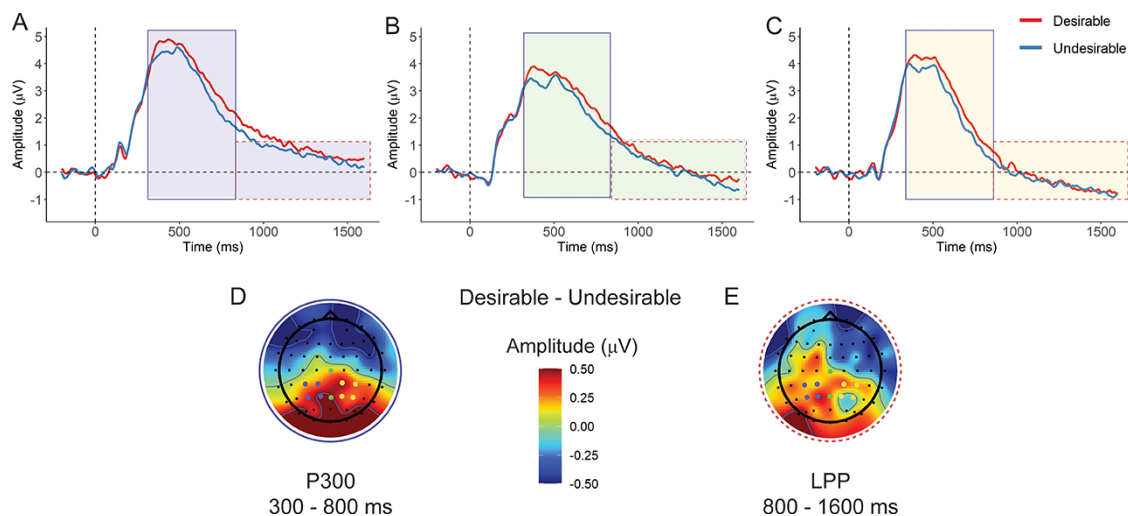 A
5
4
3
2
1
0
-1
Amplitude (μV)
0
500
1000
1500
Time (ms)
B
5
4
3
2
1
0
-1
Amplitude (μV)
0
500
1000
1500
Time (ms)
C
5
4
3
2
1
0
-1
Amplitude (μV)
0
500
1000
1500
Time (ms)
Desirable
Undesirable
D
Desirable - Undesirable
E
Amplitude (μV)
0.50
0.25
0.00
-0.25
-0.50
P300
300 - 800 ms
LPP
800 - 1600 ms